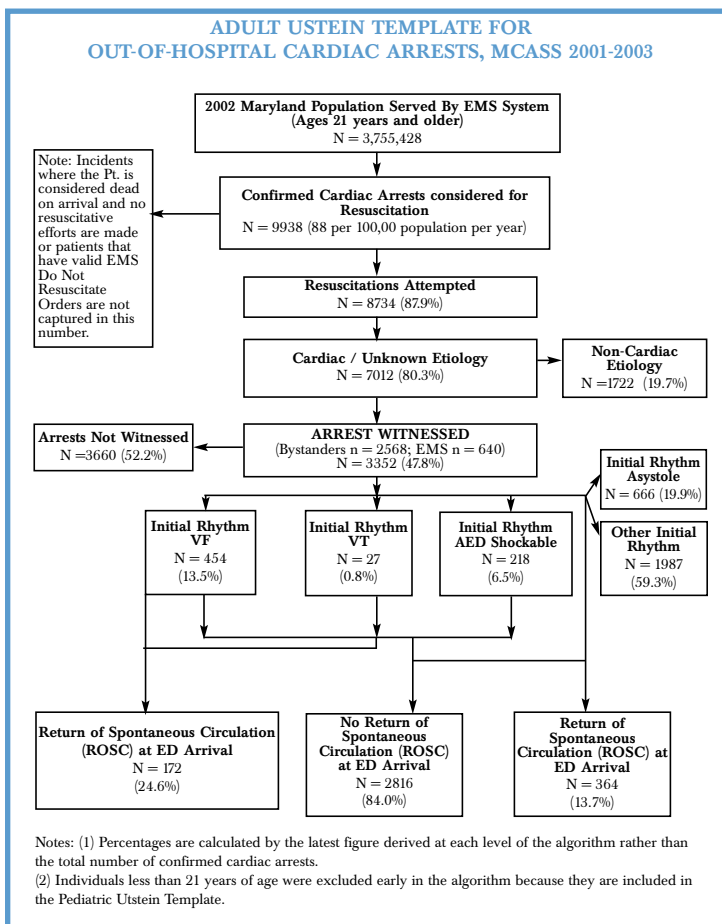 ADULT USTEIN TEMPLATE FOR
OUT-OF-HOSPITAL CARDIAC ARRESTS, MCASS 2001-2003
2002 Maryland Population Served By EMS System
(Ages 21 years and older)
N = 3,755,428
Note: Incidents
where the Pt. is
considered dead
on arrival and no
resuscitative
efforts are made
or patients that
have valid EMS
Do Not
Resuscitate
Orders are not
captured in this
number.
Confirmed Cardiac Arrests considered for
Resuscitation
N = 9938 (88 per 100,00 population per year)
Resuscitations Attempted
N = 8734 (87.9%)
Cardiac / Unknown Etiology
N = 7012 (80.3%)
Non-Cardiac
Etiology
N =1722 (19.7%)
Arrests Not Witnessed
N =3660 (52.2%)
ARREST WITNESSED
(Bystanders n = 2568; EMS n = 640)
N = 3352 (47.8%)
Initial Rhythm
Asystole
N = 666 (19.9%)
Initial Rhythm
VF
N = 454
(13.5%)
Initial Rhythm
VT
N = 27
(0.8%)
Initial Rhythm
AED Shockable
N = 218
(6.5%)
Other Initial
Rhythm
N = 1987
(59.3%)
Return of Spontaneous Circulation
(ROSC) at ED Arrival
N = 172
(24.6%)
No Return of
Spontaneous
Circulation (ROSC)
at ED Arrival
N = 2816
(84.0%)
Return of
Spontaneous
Circulation (ROSC) at
ED Arrival
N = 364
(13.7%)
Notes: (1) Percentages are calculated by the latest figure derived at each level of the algorithm rather than
the total number of confirmed cardiac arrests.
(2) Individuals less than 21 years of age were excluded early in the algorithm because they are included in
the Pediatric Utstein Template.